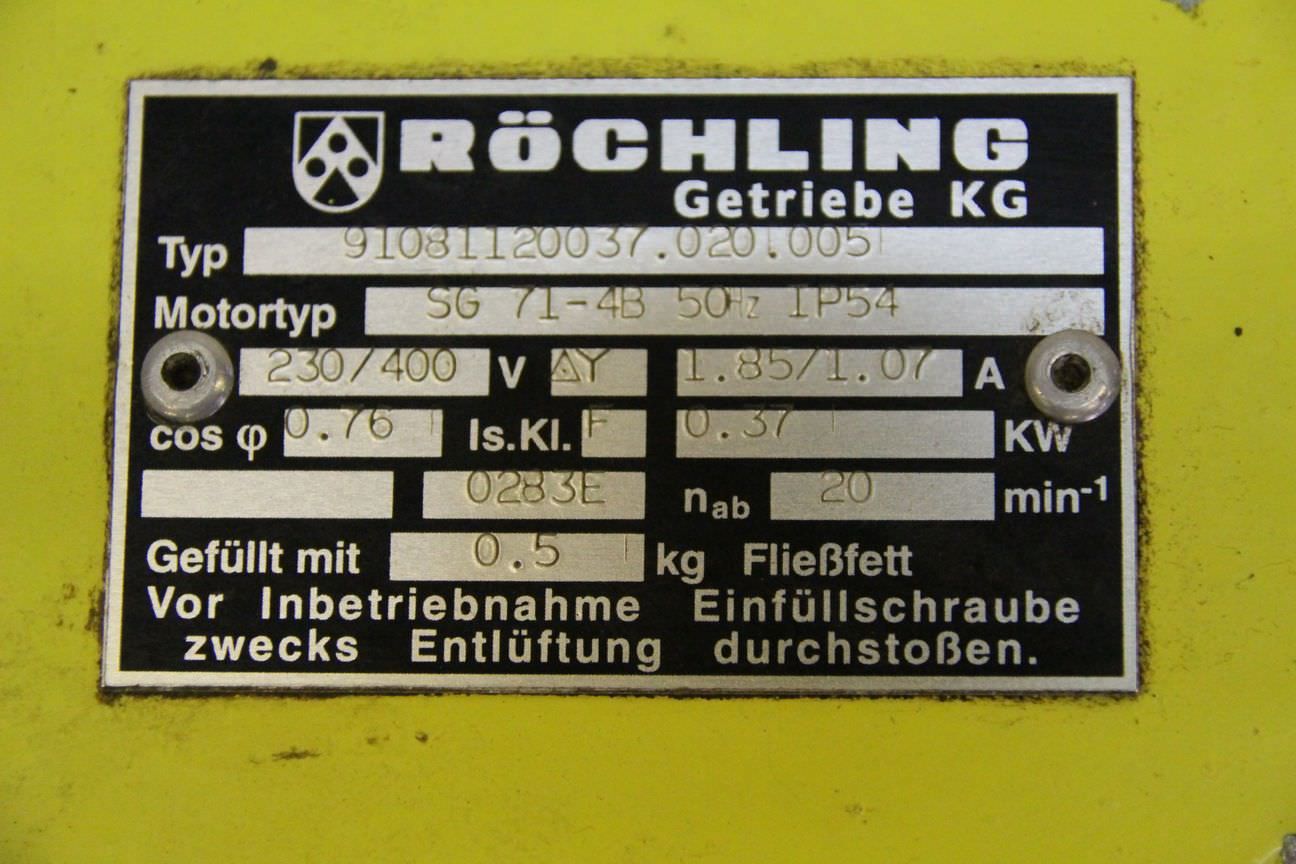 RÖCHLING
Getriebe KG
Typ 91081120037.020.005
Motortyp SG 71-4B 50Hz IP54
230/400 V ΔY 1.85/1.07 A
cos φ 0.76 Is.Kl. F 0.37 KW
0283E nab 20 min-1
Gefüllt mit 0.5 kg Fließfett
Vor Inbetriebnahme Einfüllschraube
zwecks Entlüftung durchstoßen.